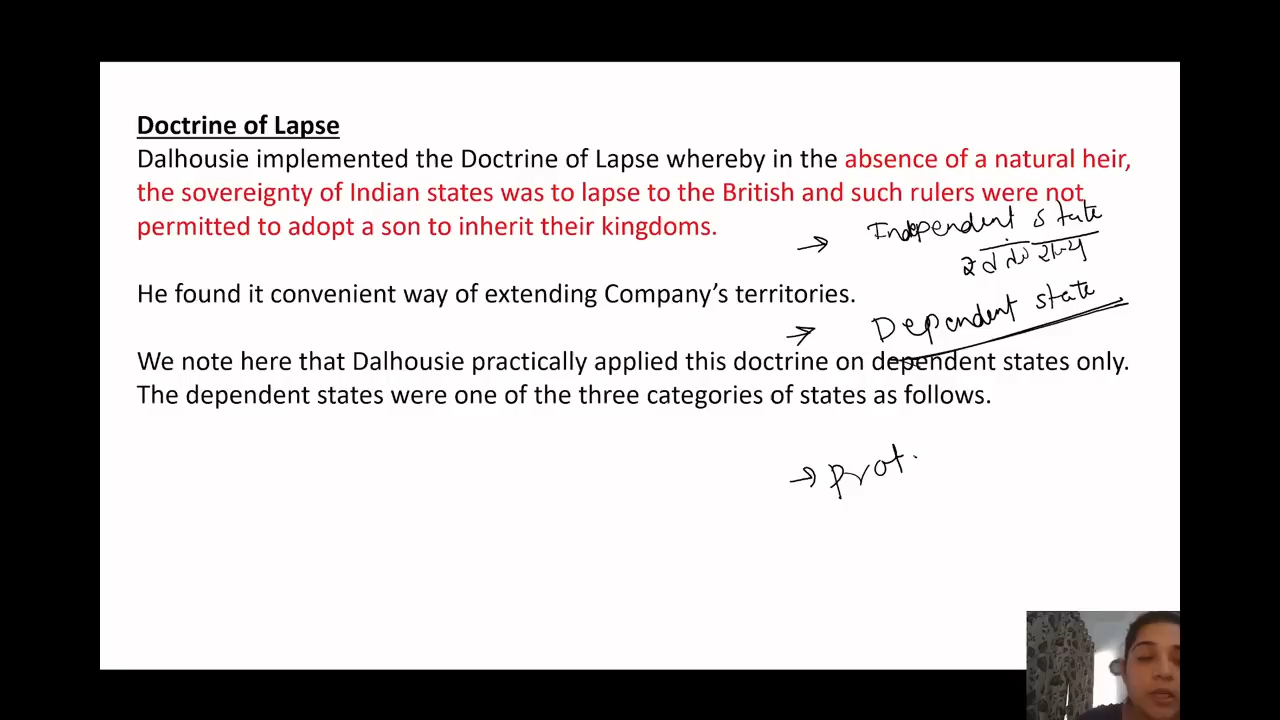 Doctrine of Lapse
Dalhousie implemented the Doctrine of Lapse whereby in the absence of a natural heir,
the sovereignty of Indian states was to lapse to the British and such rulers were not
permitted to adopt a son to inherit their kingdoms.
→ Independent state
He found it convenient way of extending Company’s territories.
→ Dependent state
We note here that Dalhousie practically applied this doctrine on dependent states only.
The dependent states were one of the three categories of states as follows.
→ Prot.